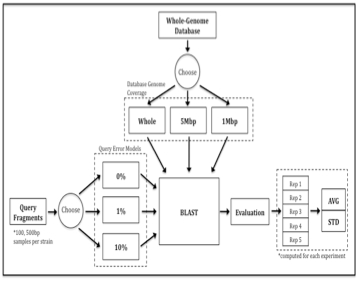 Whole-Genome
Database
Choose
Database Genome
Coverage
Whole
5Mbp
1Mbp
Query Error Models
0%
1%
10%
Query
Fragments
*100, 500bp
samples per strain
Choose
BLAST
Evaluation
Rep 1
Rep 2
Rep 3
Rep 4
Rep 5
AVG
STD
*computed for each experiment